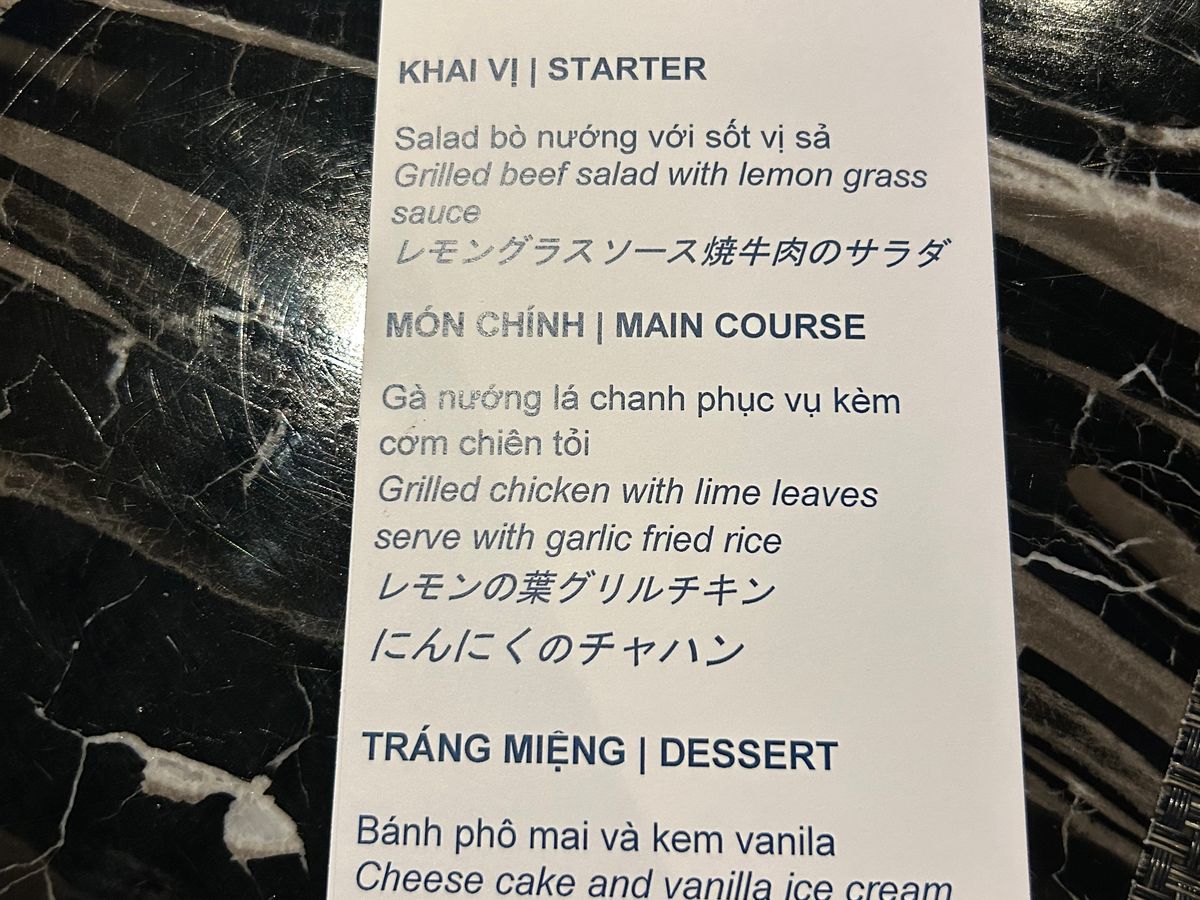 KHAI VỊ | STARTER
Salad bò nướng với sốt vị sả
Grilled beef salad with lemon grass
sauce
レモングラスソース焼牛肉のサラダ
MÓN CHÍNH | MAIN COURSE
Gà nướng lá chanh phục vụ kèm
cơm chiên tỏi
Grilled chicken with lime leaves
serve with garlic fried rice
レモンの葉グリルチキン
にんにくのチャハン
TRÁNG MIỆNG | DESSERT
Bánh phô mai và kem vanila
Cheese cake and vanilla ice cream